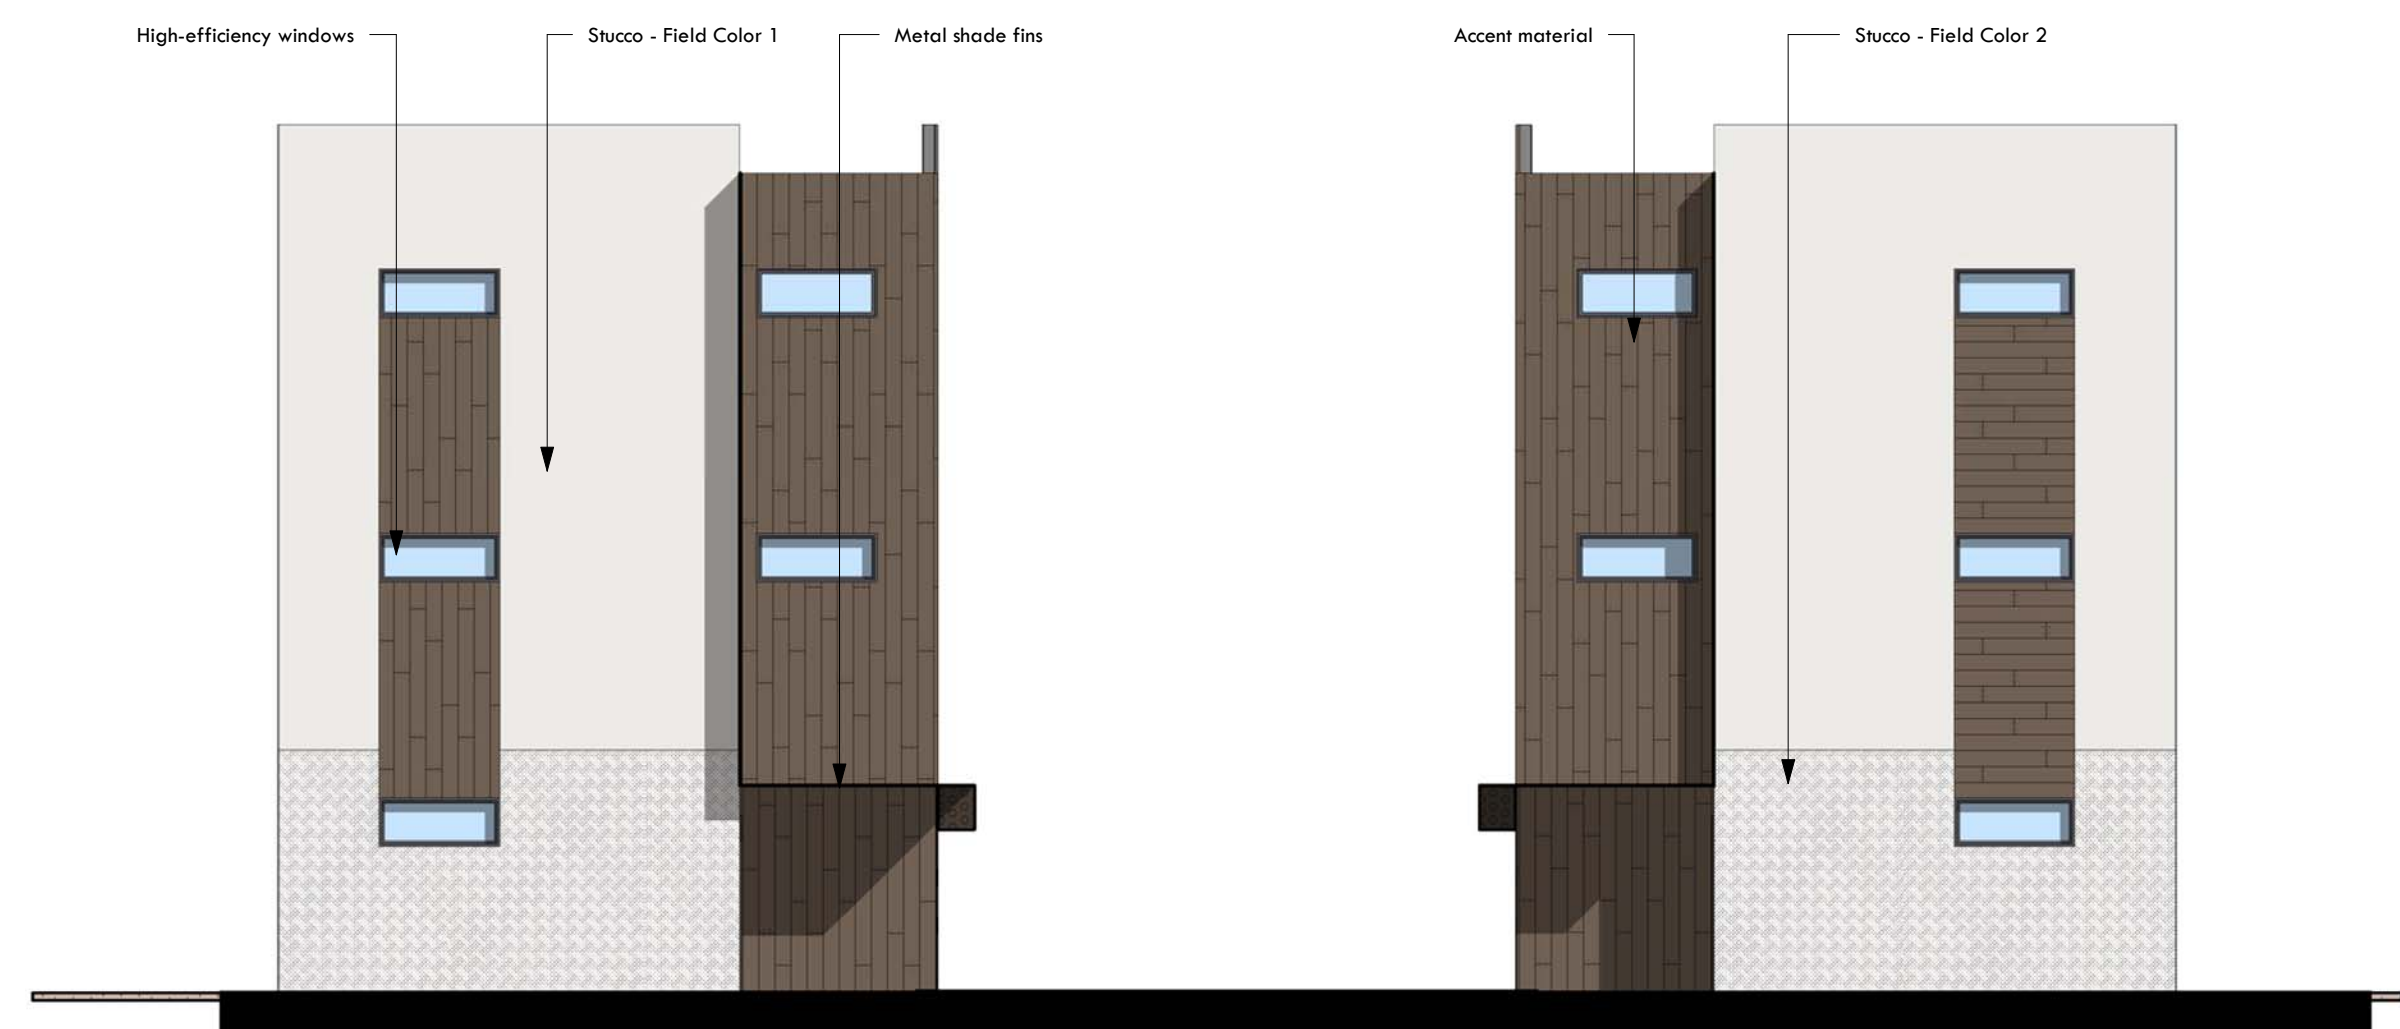 High-efficiency windows
Stucco - Field Color 1
Metal shade fins
Accent material
Stucco - Field Color 2